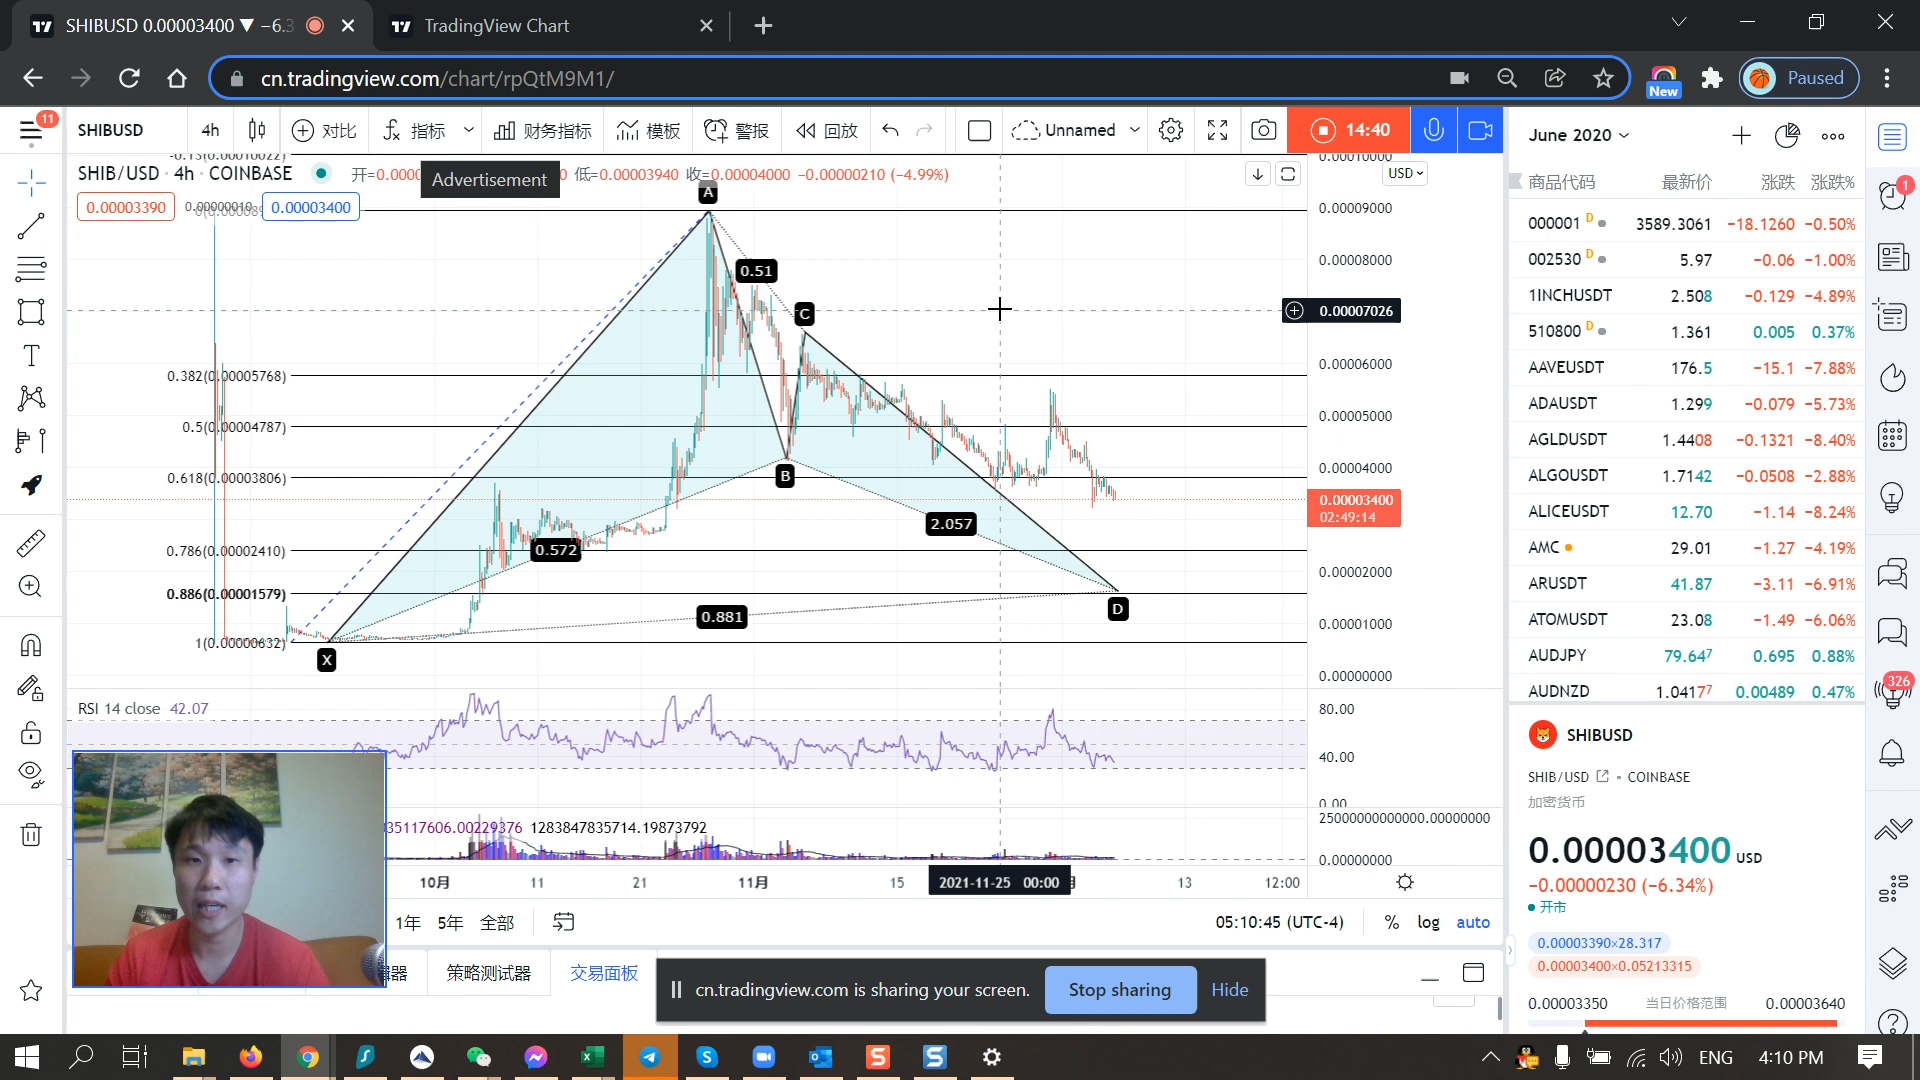 SHIBUSD 0.00003400 ▼ −6.3
TradingView Chart
cn.tradingview.com/chart/rpQtM9M1/
New
Paused
11
SHIBUSD
4h
对比
指标
财务指标
模板
警报
回放
Unnamed
14:40
June 2020
SHIB/USD · 4h · COINBASE
开=0.0000
Advertisement
0 低=0.00003940 收=0.00004000 −0.00000210 (−4.99%)
USD
0.00003390
0.00000010
0.00003400
A
0.51
C
0.382(0.00005768)
0.5(0.00004787)
0.618(0.00003806)
0.786(0.00002410)
0.886(0.00001579)
B
2.057
0.572
0.881
D
X
0.00010000
0.00009000
0.00008000
0.00007026
0.00006000
0.00005000
0.00004000
0.00003400
02:49:14
0.00002000
0.00001000
0.00000000
RSI 14 close 42.07
80.00
40.00
0.00
35117606.00229376 1283847835714.19873792
25000000000000.00000000
0.00000000
10月
11
21
11月
15
2021-11-25 00:00
13
12:00
1年
5年
全部
05:10:45 (UTC-4)
%
log
auto
策略测试器
交易面板
cn.tradingview.com is sharing your screen.
Stop sharing
Hide
商品代码 最新价 涨跌 涨跌%
000001 D 3589.3061 −18.1260 −0.50%
002530 D 5.97 −0.06 −1.00%
1INCHUSDT 2.508 −0.129 −4.89%
510800 D 1.361 0.005 0.37%
AAVEUSDT 176.5 −15.1 −7.88%
ADAUSDT 1.299 −0.079 −5.73%
AGLDUSDT 1.4408 −0.1321 −8.40%
ALGOUSDT 1.7142 −0.0508 −2.88%
ALICEUSDT 12.70 −1.14 −8.24%
AMC 29.01 −1.27 −4.19%
ARUSDT 41.87 −3.11 −6.91%
ATOMUSDT 23.08 −1.49 −6.06%
AUDJPY 79.647 0.695 0.88%
AUDNZD 1.04177 0.00489 0.47%
SHIBUSD
SHIB/USD • COINBASE
加密货币
0.00003400 USD
−0.00000230 (−6.34%)
开市
0.00003390×28.317
0.00003400×0.05213315
0.00003350 当日价格范围 0.00003640
1
326
ENG
4:10 PM